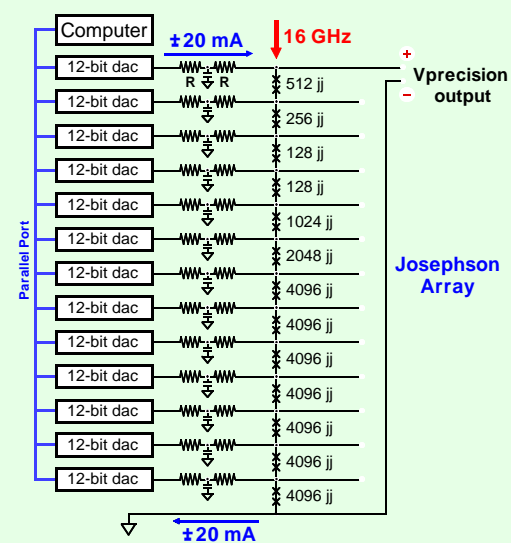 Computer
±20 mA
16 GHz
12-bit dac
R R
512 jj
+
Vprecision
output
−
12-bit dac
256 jj
12-bit dac
128 jj
12-bit dac
128 jj
12-bit dac
1024 jj
12-bit dac
2048 jj
Parallel Port
Josephson
Array
12-bit dac
4096 jj
12-bit dac
4096 jj
12-bit dac
4096 jj
12-bit dac
4096 jj
12-bit dac
4096 jj
12-bit dac
4096 jj
12-bit dac
4096 jj
±20 mA